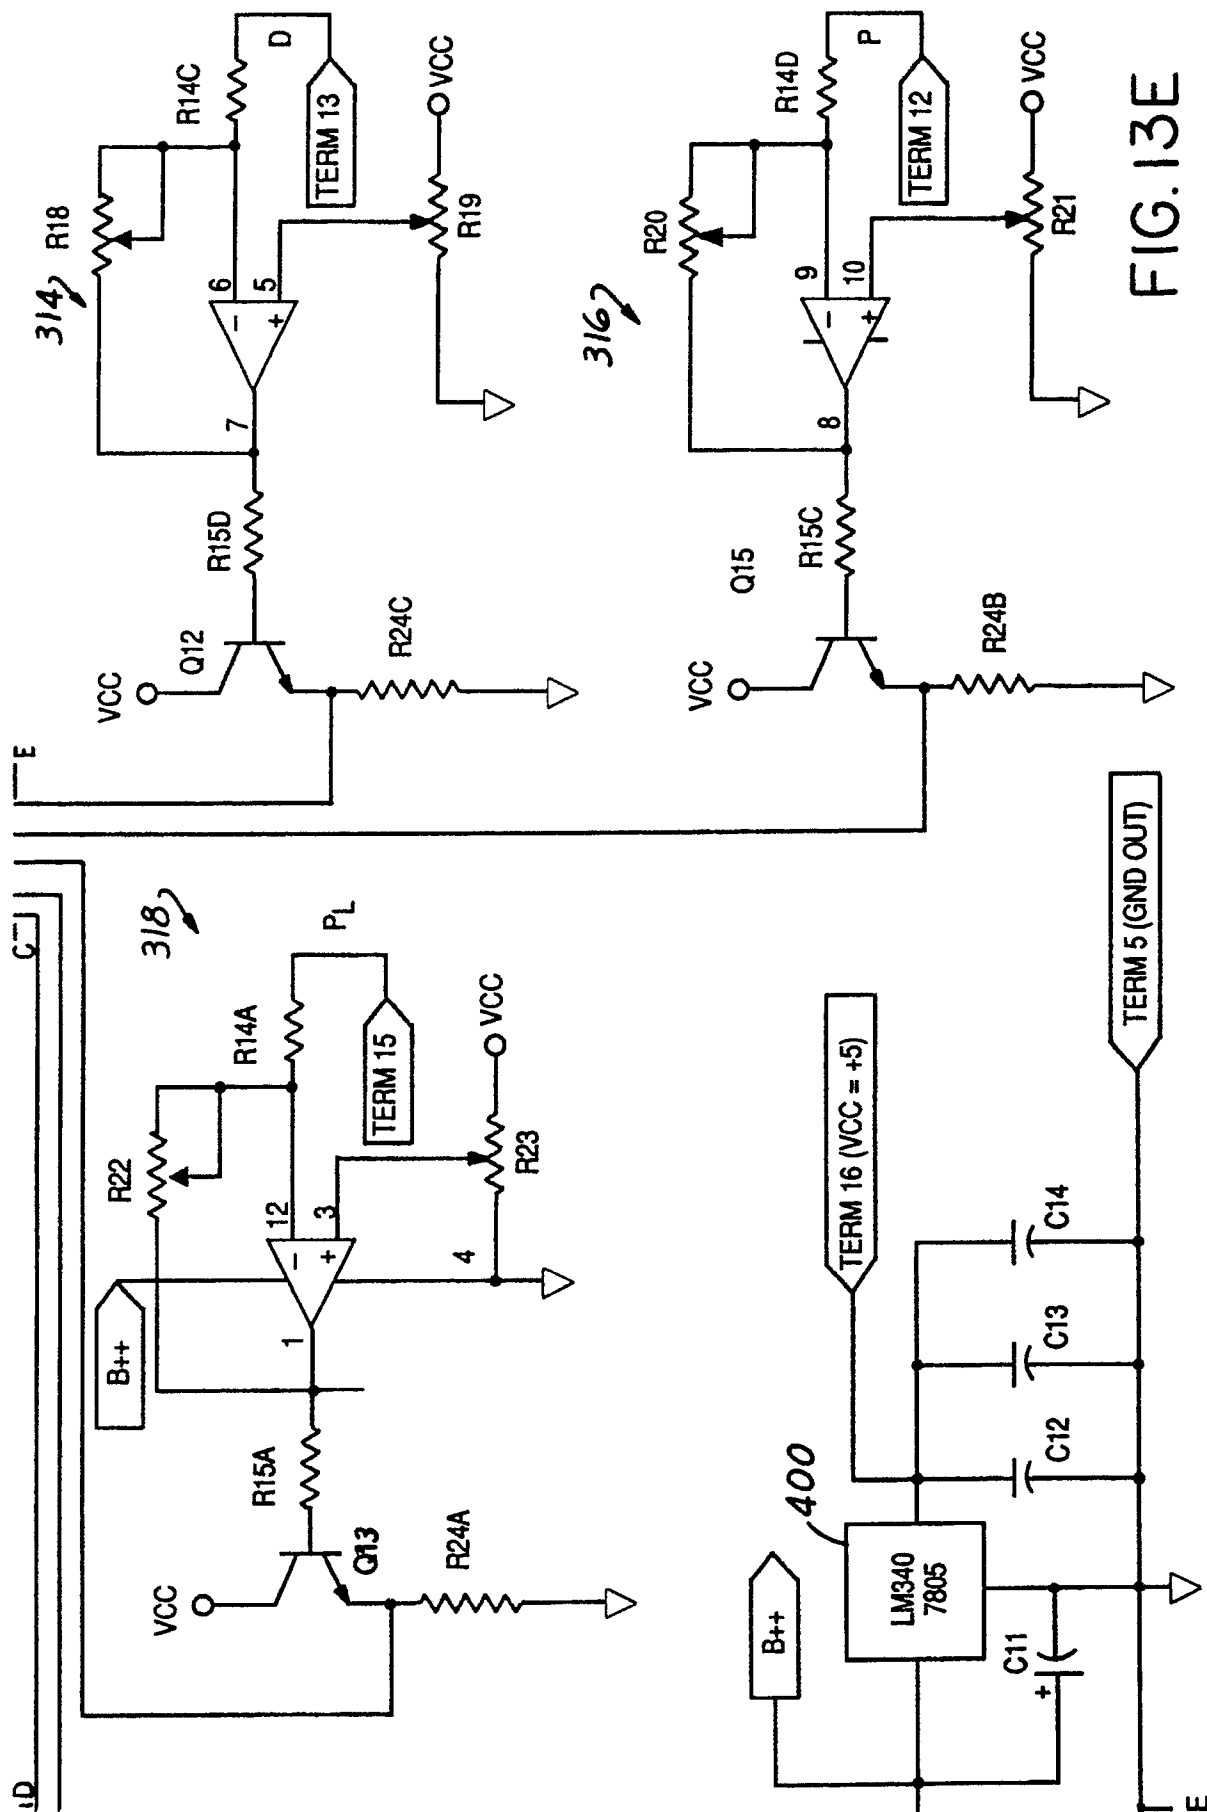 D
R14C
TERM 13
VCC
R18
314
R19
6
5
-
+
7
R15D
Q12
VCC
R24C
E
P
R14D
TERM 12
VCC
R20
316
R21
9
10
-
+
8
R15C
Q15
VCC
R24B
C
318
PL
R14A
TERM 15
VCC
R22
R23
12
3
-
+
4
B++
1
R15A
Q13
VCC
R24A
D
TERM 16 (VCC = +5)
TERM 5 (GND OUT)
C14
C13
C12
400
LM340
7805
B++
C11
+
E
FIG. 13E